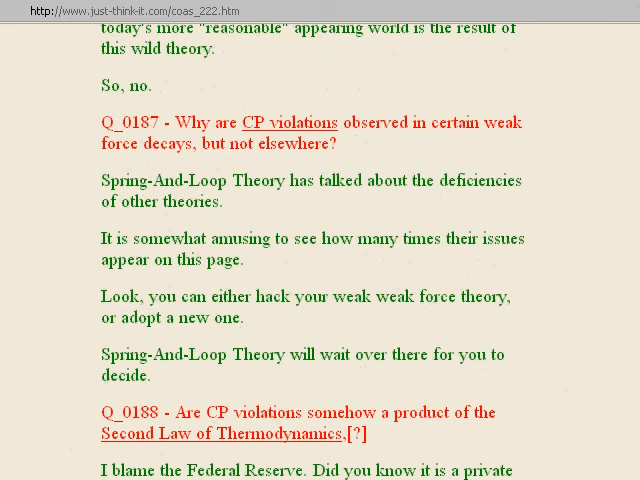 http://www.just-think-it.com/coas_222.htm
today's more "reasonable" appearing world is the result of
this wild theory.
So, no.
Q_0187 - Why are CP violations observed in certain weak
force decays, but not elsewhere?
Spring-And-Loop Theory has talked about the deficiencies
of other theories.
It is somewhat amusing to see how many times their issues
appear on this page.
Look, you can either hack your weak weak force theory,
or adopt a new one.
Spring-And-Loop Theory will wait over there for you to
decide.
Q_0188 - Are CP violations somehow a product of the
Second Law of Thermodynamics,[?]
I blame the Federal Reserve. Did you know it is a private